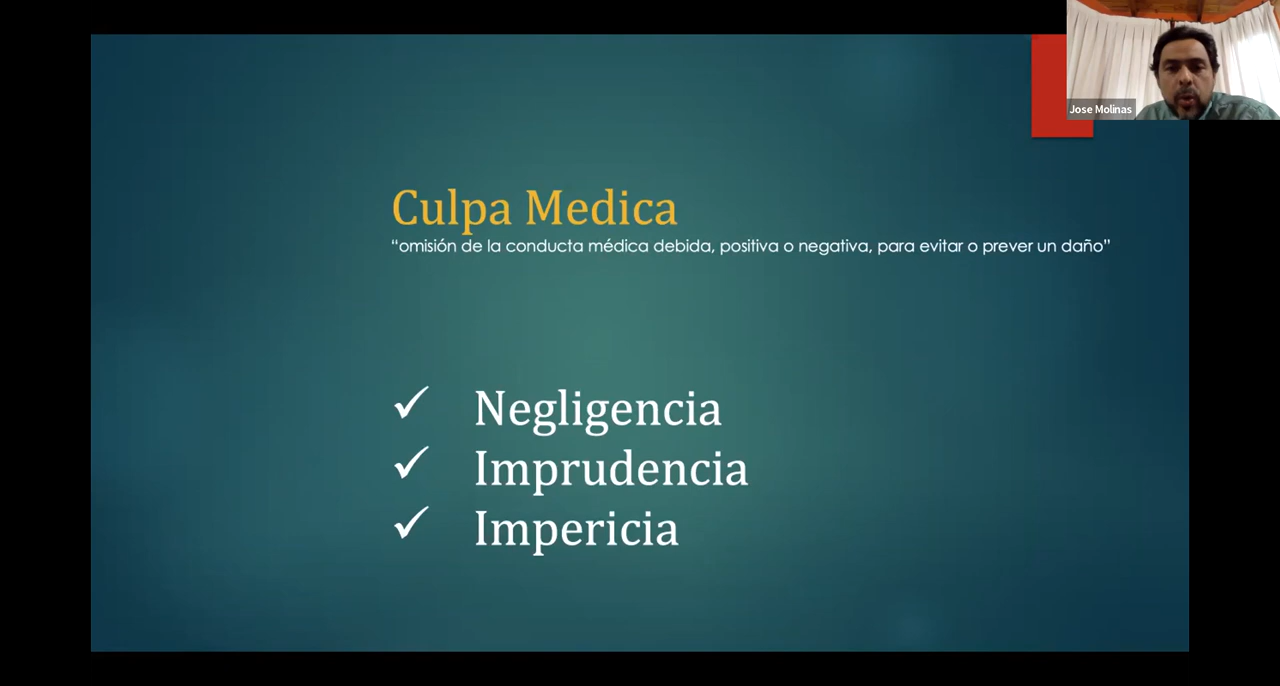 Jose Molinas
Culpa Medica
“omisión de la conducta médica debida, positiva o negativa, para evitar o prever un daño”
✓ Negligencia
✓ Imprudencia
✓ Impericia